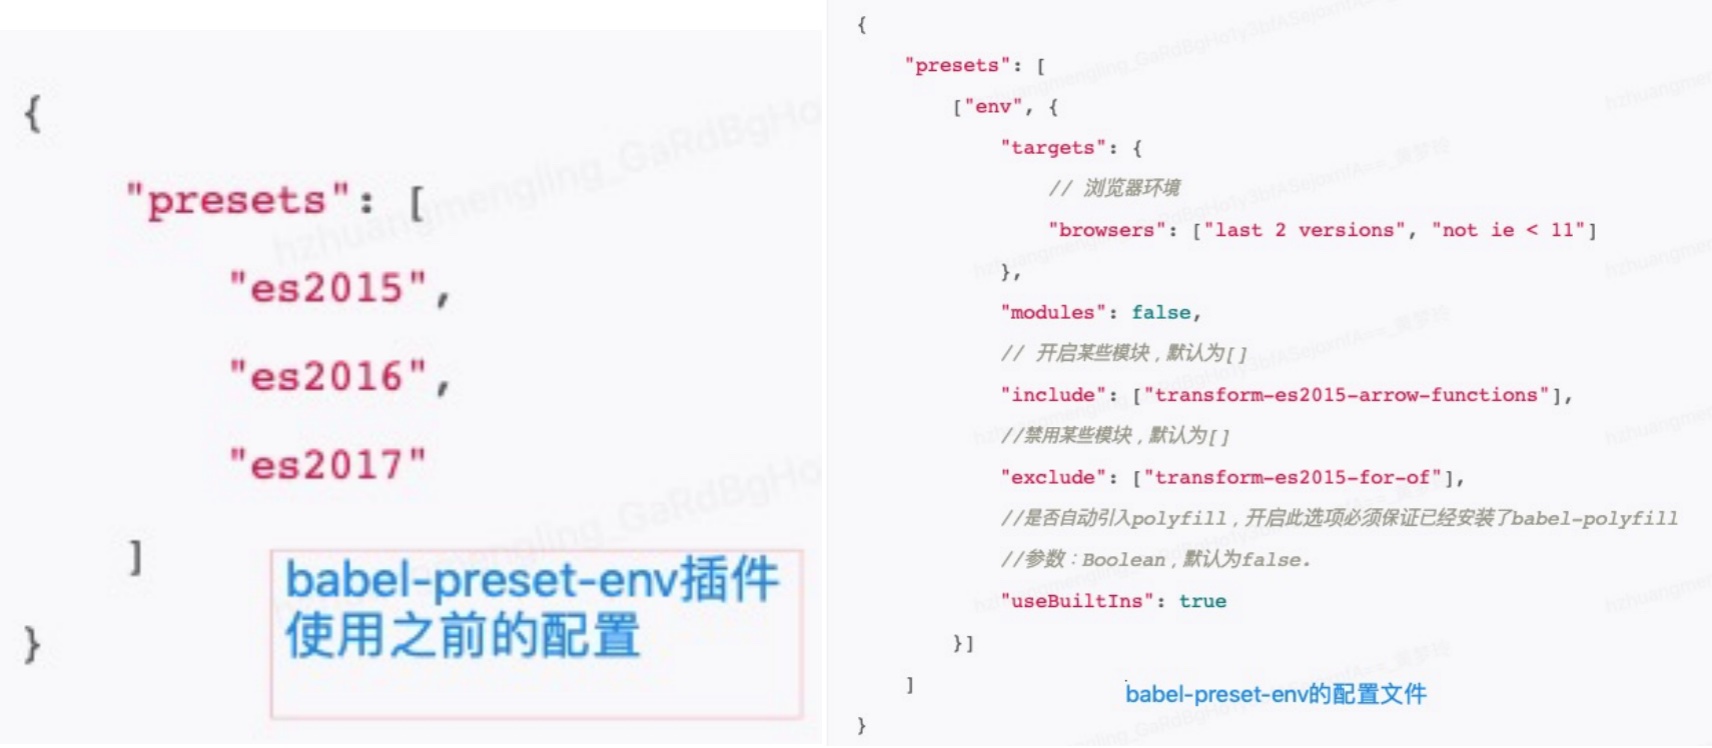 {
"presets": [
"es2015",
"es2016",
"es2017"
]
}
babel-preset-env插件
使用之前的配置
{
"presets": [
["env", {
"targets": {
// 浏览器环境
"browsers": ["last 2 versions", "not ie < 11"]
},
"modules": false,
// 开启某些模块，默认为[]
"include": ["transform-es2015-arrow-functions"],
//禁用某些模块，默认为[]
"exclude": ["transform-es2015-for-of"],
//是否自动引入polyfill，开启此选项必须保证已经安装了babel-polyfill
//参数：Boolean，默认为false.
"useBuiltIns": true
}]
]
}
babel-preset-env的配置文件